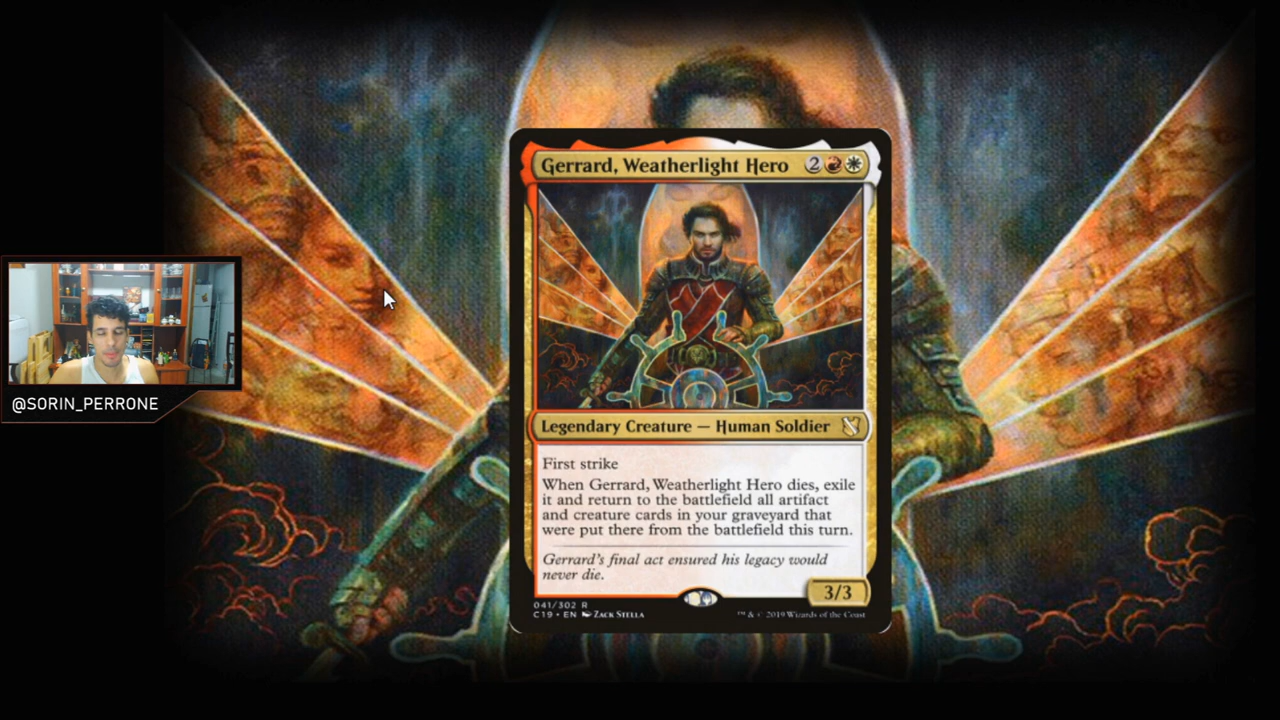 Gerrard, Weatherlight Hero 2
Legendary Creature — Human Soldier
First strike
When Gerrard, Weatherlight Hero dies, exile
it and return to the battlefield all artifact
and creature cards in your graveyard that
were put there from the battlefield this turn.
Gerrard's final act ensured his legacy would
never die.
3/3
041/302 R
C19 • EN ZACK STELLA
™ & © 2019 Wizards of the Coast
@SORIN_PERRONE